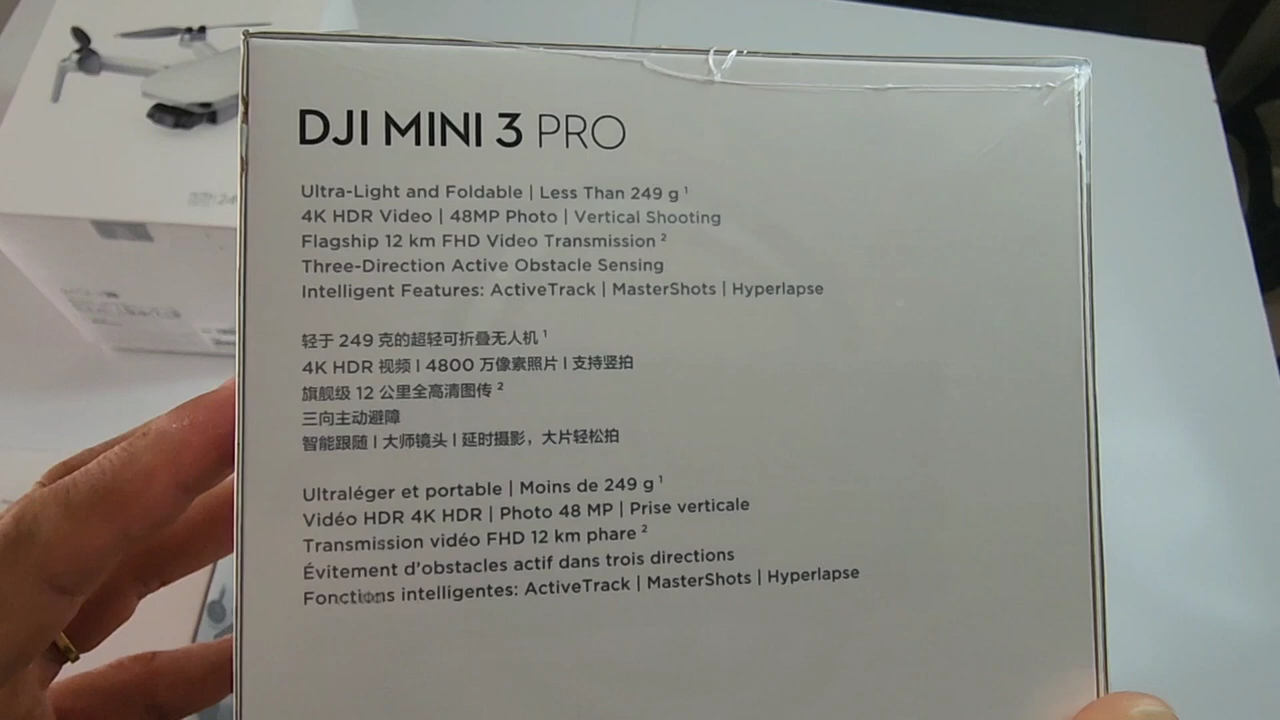 DJI MINI 3 PRO
Ultra-Light and Foldable | Less Than 249 g ¹
4K HDR Video | 48MP Photo | Vertical Shooting
Flagship 12 km FHD Video Transmission ²
Three-Direction Active Obstacle Sensing
Intelligent Features: ActiveTrack | MasterShots | Hyperlapse
轻于 249 克的超轻可折叠无人机 ¹
4K HDR 视频 | 4800 万像素照片 | 支持竖拍
旗舰级 12 公里全高清图传 ²
三向主动避障
智能跟随 | 大师镜头 | 延时摄影，大片轻松拍
Ultraléger et portable | Moins de 249 g ¹
Vidéo HDR 4K HDR | Photo 48 MP | Prise verticale
Transmission vidéo FHD 12 km phare ²
Évitement d'obstacles actif dans trois directions
Fonctions intelligentes: ActiveTrack | MasterShots | Hyperlapse